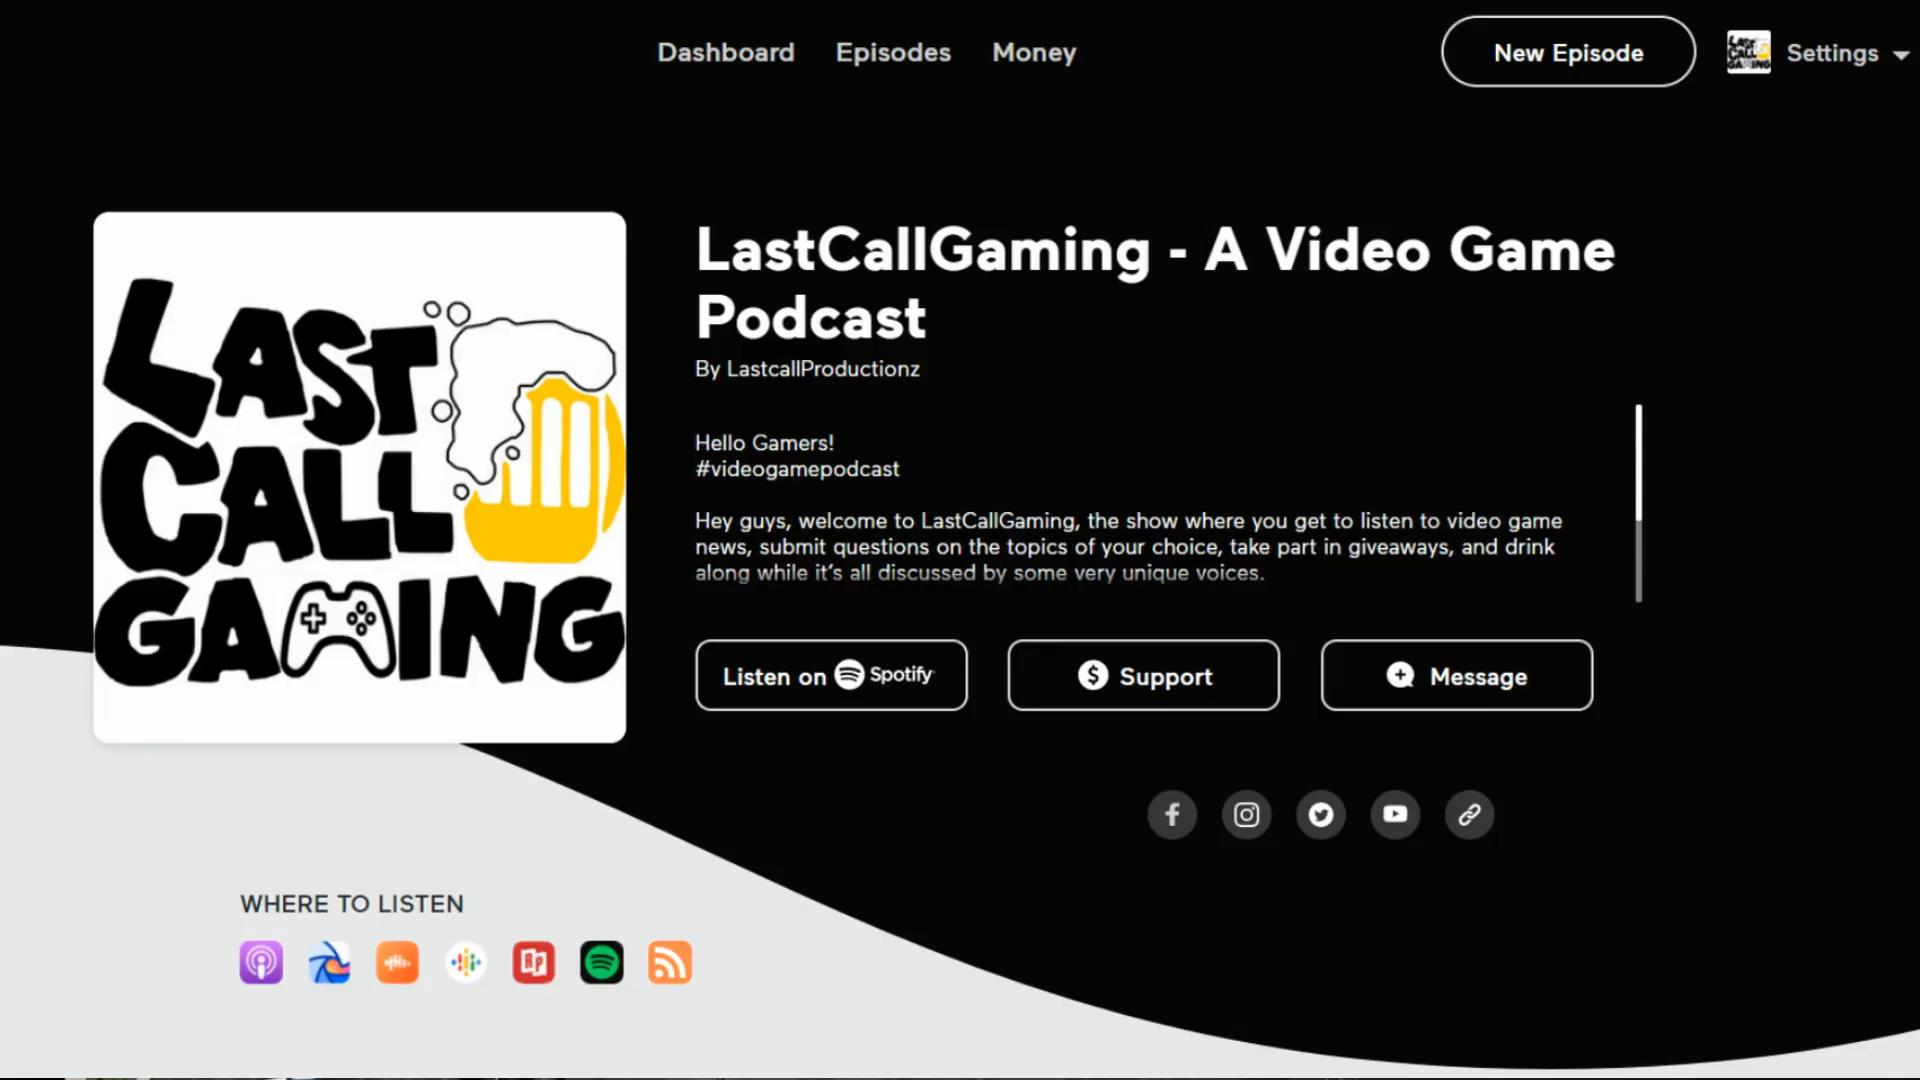 Dashboard Episodes Money New Episode Settings
LAST
CALL
GAMING
LastCallGaming - A Video Game
Podcast
By LastcallProductionz
Hello Gamers!
#videogamepodcast
Hey guys, welcome to LastCallGaming, the show where you get to listen to video game
news, submit questions on the topics of your choice, take part in giveaways, and drink
along while it’s all discussed by some very unique voices.
Listen on Spotify
Support
Message
WHERE TO LISTEN